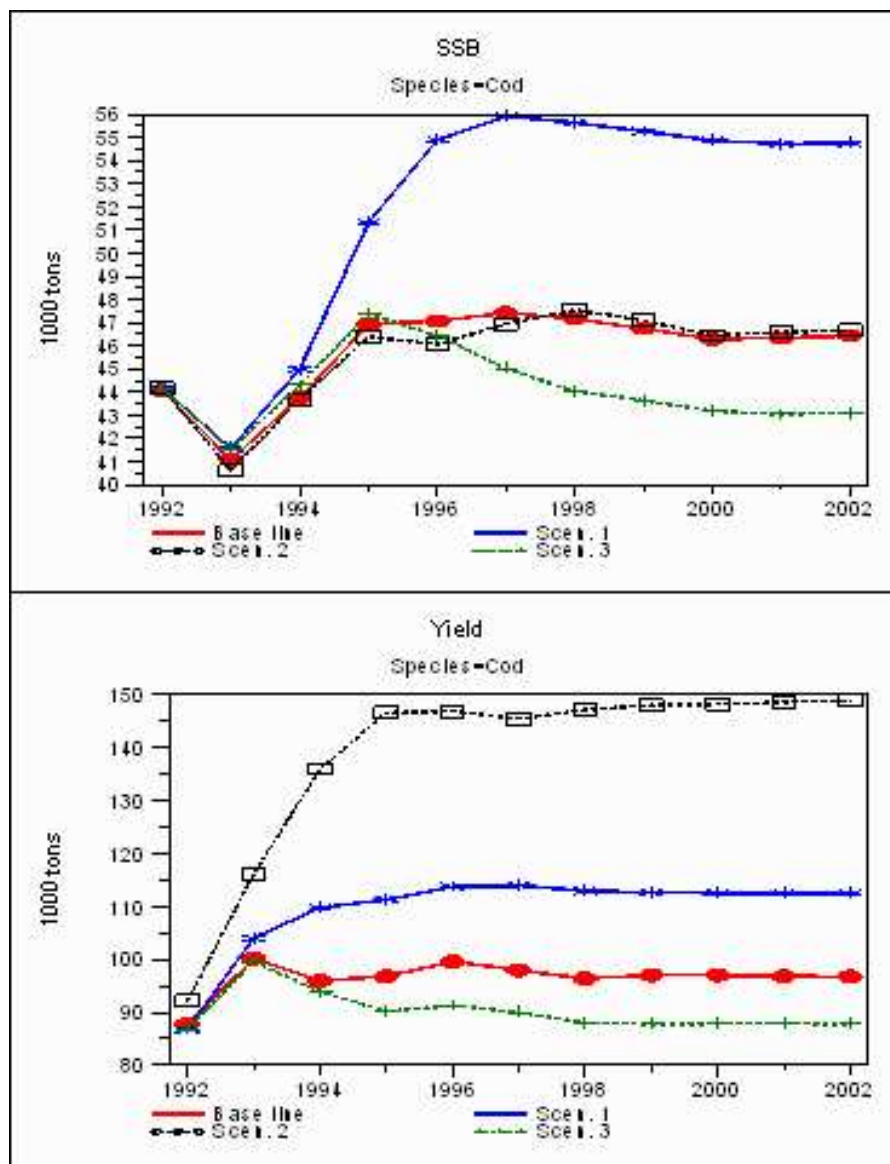 SSB
Species=Cod
56
55
54
53
52
51
50
49
48
47
46
45
44
43
42
41
40
1000 tons
1992 1994 1996 1998 2000 2002
Base line Scen. 1
Scen. 2 Scen. 3
Yield
Species=Cod
150
140
130
120
110
100
90
80
1000 tons
1992 1994 1996 1998 2000 2002
Base line Scen. 1
Scen. 2 Scen. 3